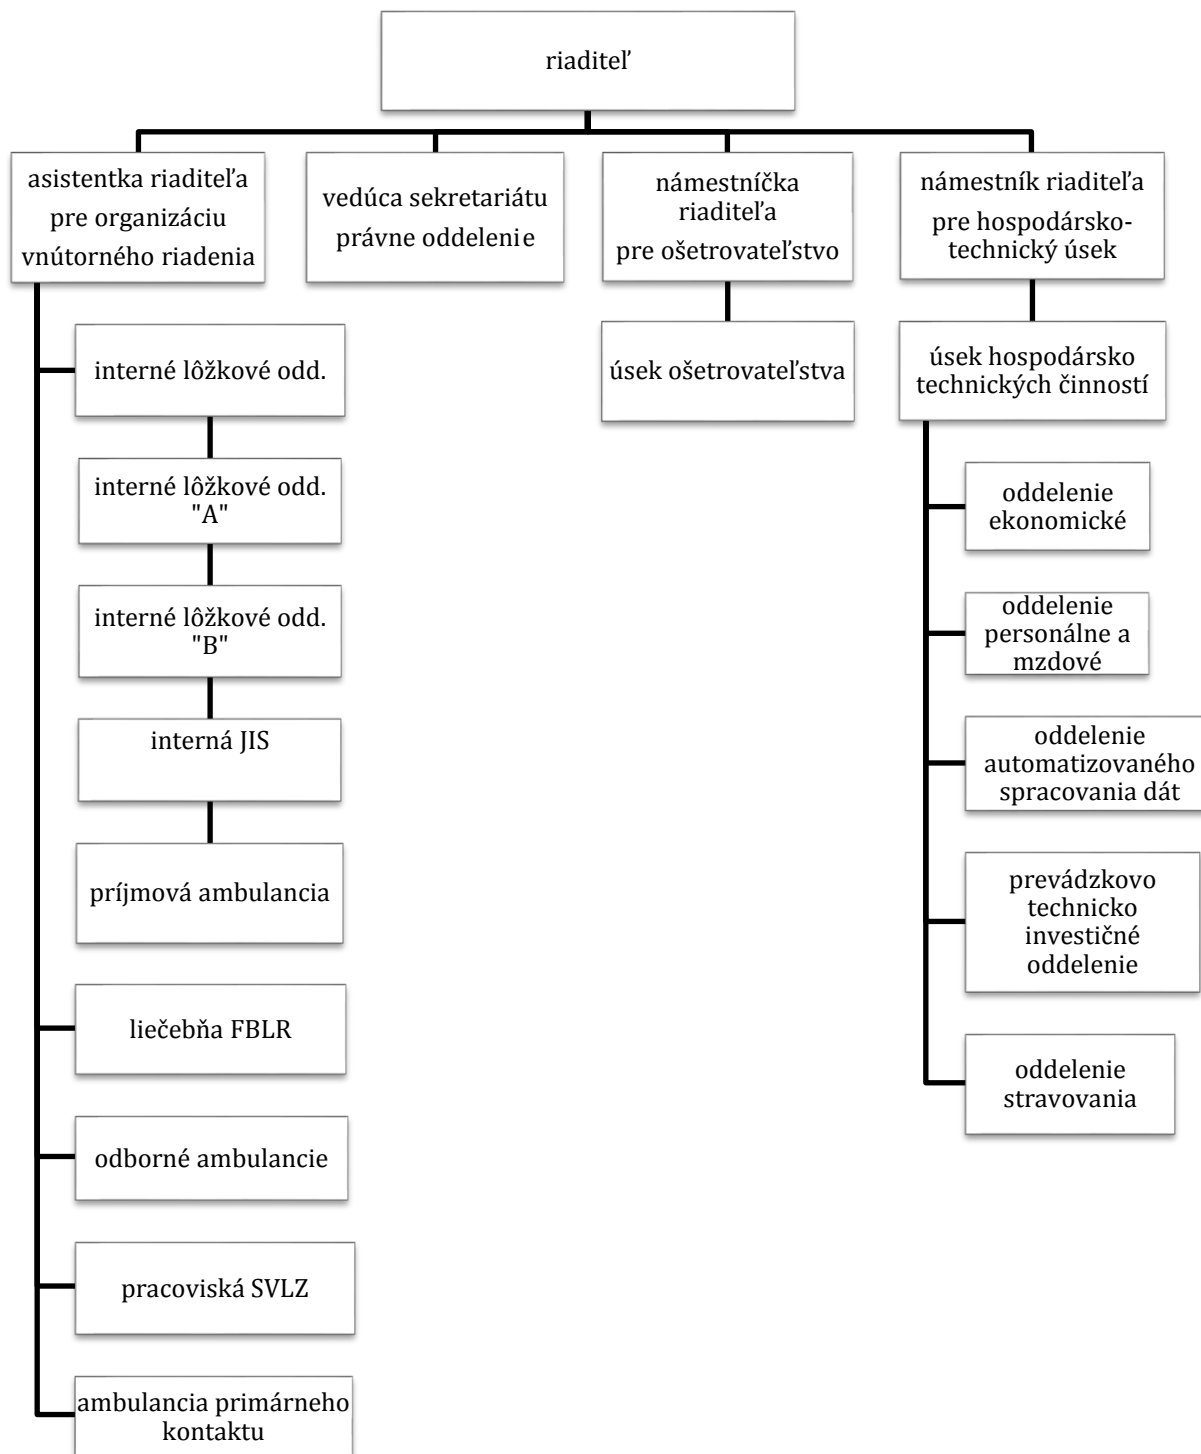 riaditeľ
asistentka riaditeľa
pre organizáciu
vnútorného riadenia
vedúca sekretariátu
právne oddelenie
námestníčka
riaditeľa
pre ošetrovateľstvo
námestník riaditeľa
pre hospodársko-
technický úsek
interné lôžkové odd.
interné lôžkové odd.
"A"
interné lôžkové odd.
"B"
interná JIS
príjmová ambulancia
liečebňa FBLR
odborné ambulancie
pracoviská SVLZ
ambulancia primárneho
kontaktu
úsek ošetrovateľstva
úsek hospodársko
technických činností
oddelenie
ekonomické
oddelenie
personálne a
mzdové
oddelenie
automatizovaného
spracovania dát
prevádzkovo
technicko
investičné
oddelenie
oddelenie
stravovania